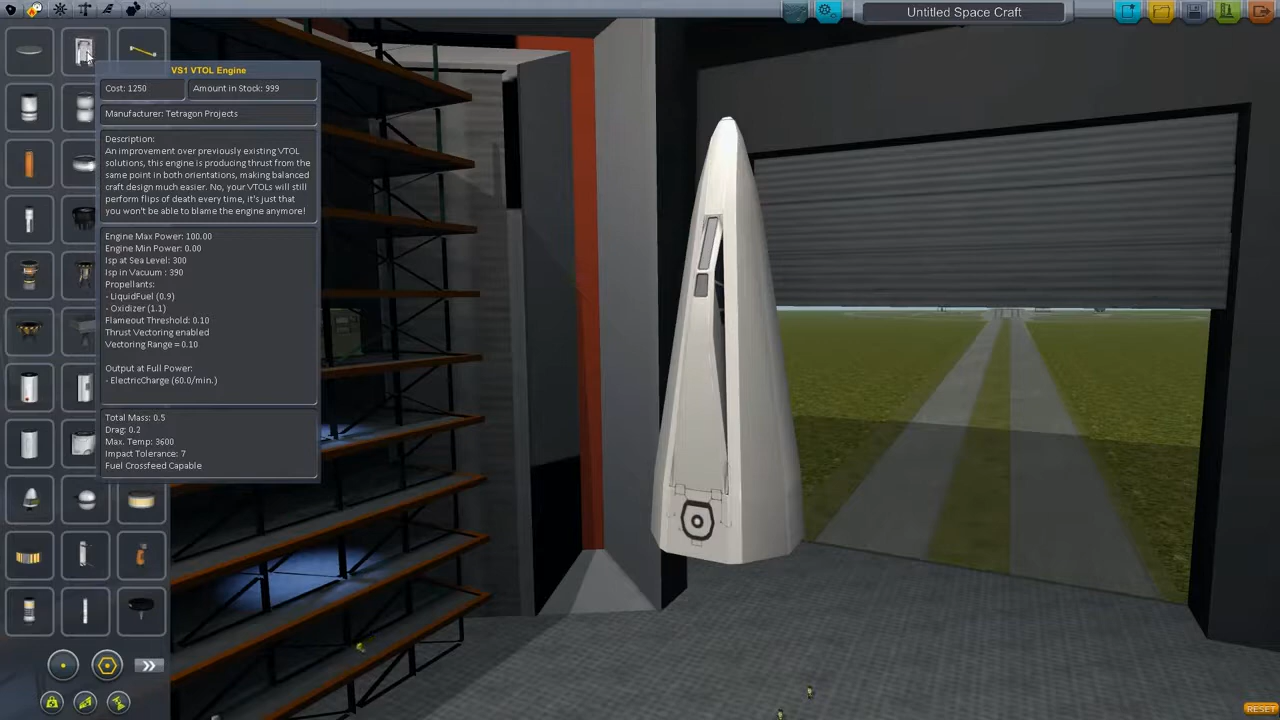 Untitled Space Craft
VS1 VTOL Engine
Cost: 1250
Amount in Stock: 999
Manufacturer: Tetragon Projects
Description:
An improvement over previously existing VTOL
solutions, this engine is producing thrust from the
same point in both orientations, making balanced
craft design much easier. No, your VTOLs will still
perform flips of death every time, it's just that
you won't be able to blame the engine anymore!
Engine Max Power: 100.00
Engine Min Power: 0.00
Isp at Sea Level: 300
Isp in Vacuum : 390
Propellants:
- LiquidFuel (0.9)
- Oxidizer (1.1)
Flameout Threshold: 0.10
Thrust Vectoring enabled
Vectoring Range = 0.10
Output at Full Power:
- ElectricCharge (60.0/min.)
Total Mass: 0.5
Drag: 0.2
Max. Temp: 3600
Impact Tolerance: 7
Fuel Crossfeed Capable
RESET